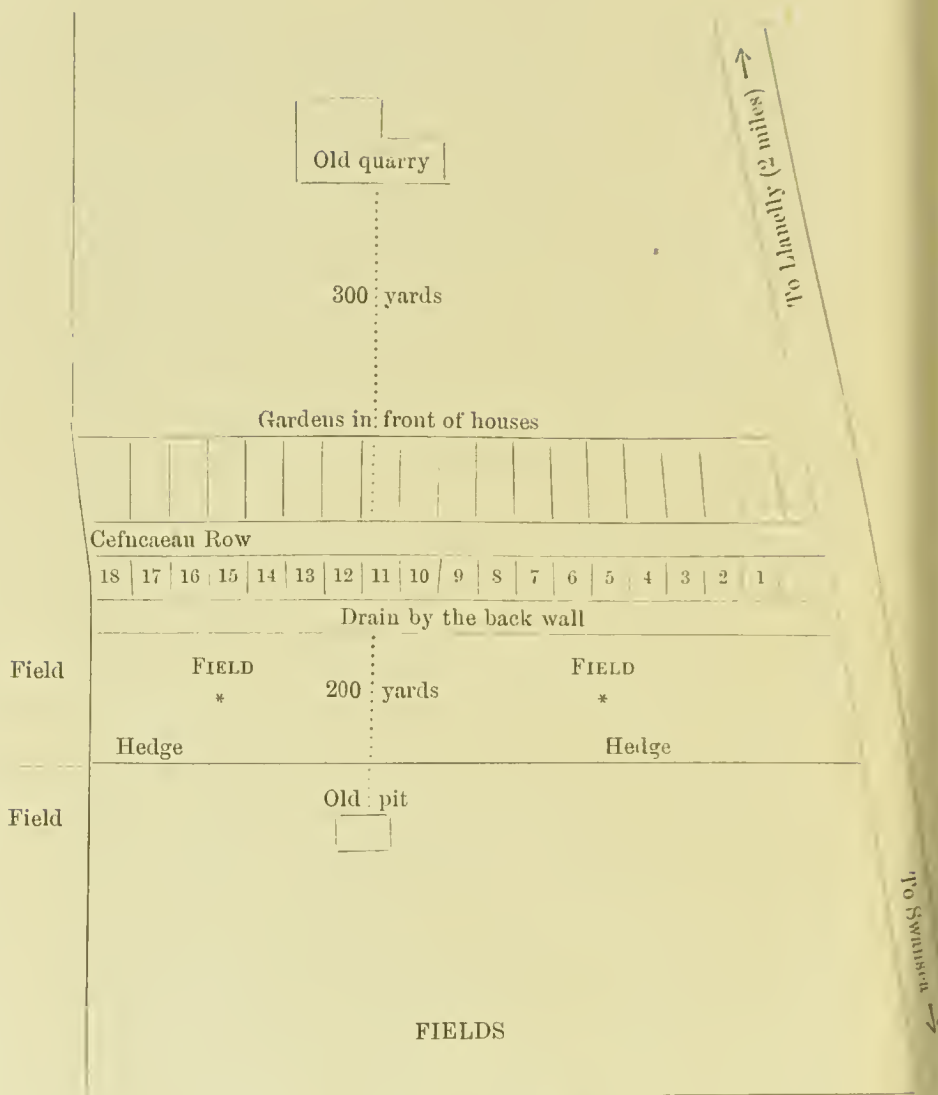 Old quarry
To Llanelly (2 miles)
300 yards
Gardens in front of houses
Cefncaeau Row
18 17 16 15 14 13 12 11 10 9 8 7 6 5 4 3 2 1
Drain by the back wall
Field
FIELD
*
200 yards
FIELD
*
Hedge
Hedge
Field
Old pit
To Swansea
FIELDS